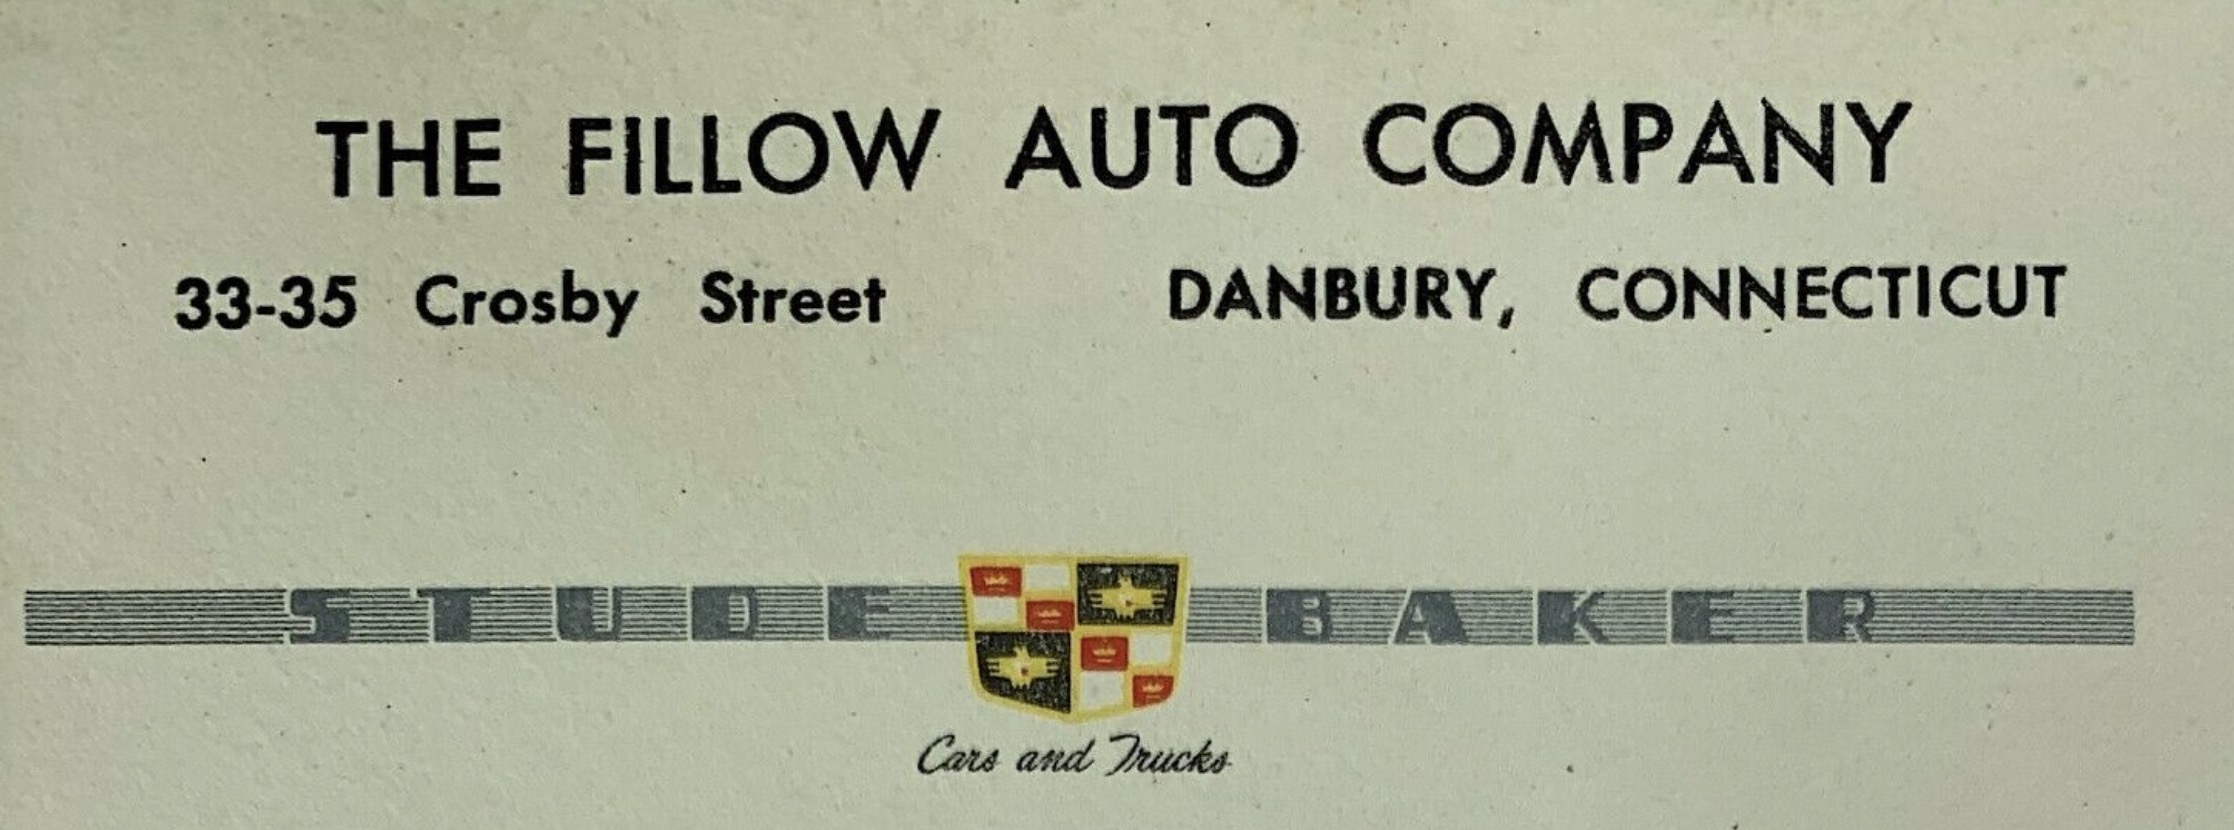 THE FILLOW AUTO COMPANY
33-35 Crosby Street DANBURY, CONNECTICUT
STUDEBAKER
Cars and Trucks